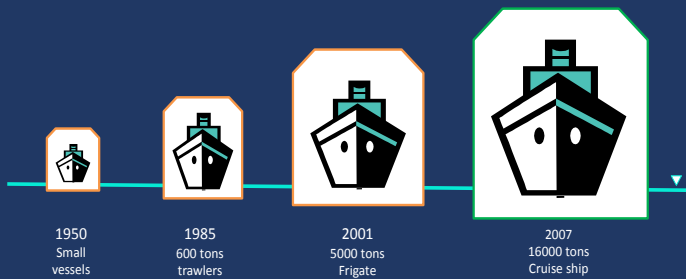 1950
Small
vessels
1985
600 tons
trawlers
2001
5000 tons
Frigate
2007
16000 tons
Cruise ship